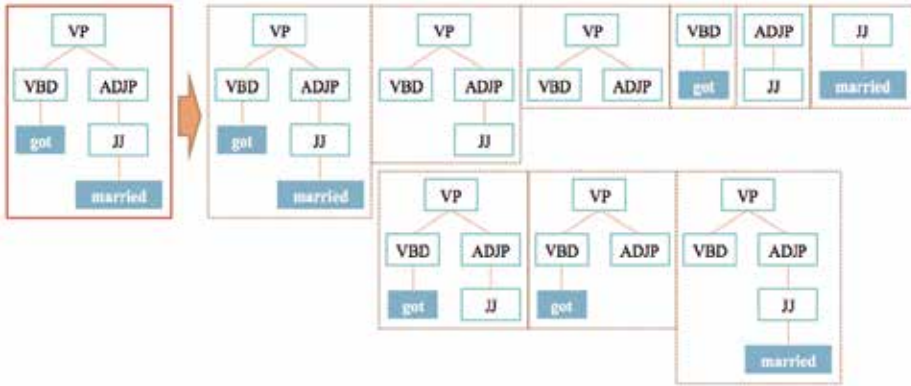 VP VP VP VP VBD ADJP JJ
VBD ADJP VBD ADJP VBD ADJP VBD ADJP got JJ married
got JJ got JJ JJ
married married
VP VP VP
VBD ADJP VBD ADJP VBD ADJP
got JJ got JJ
married